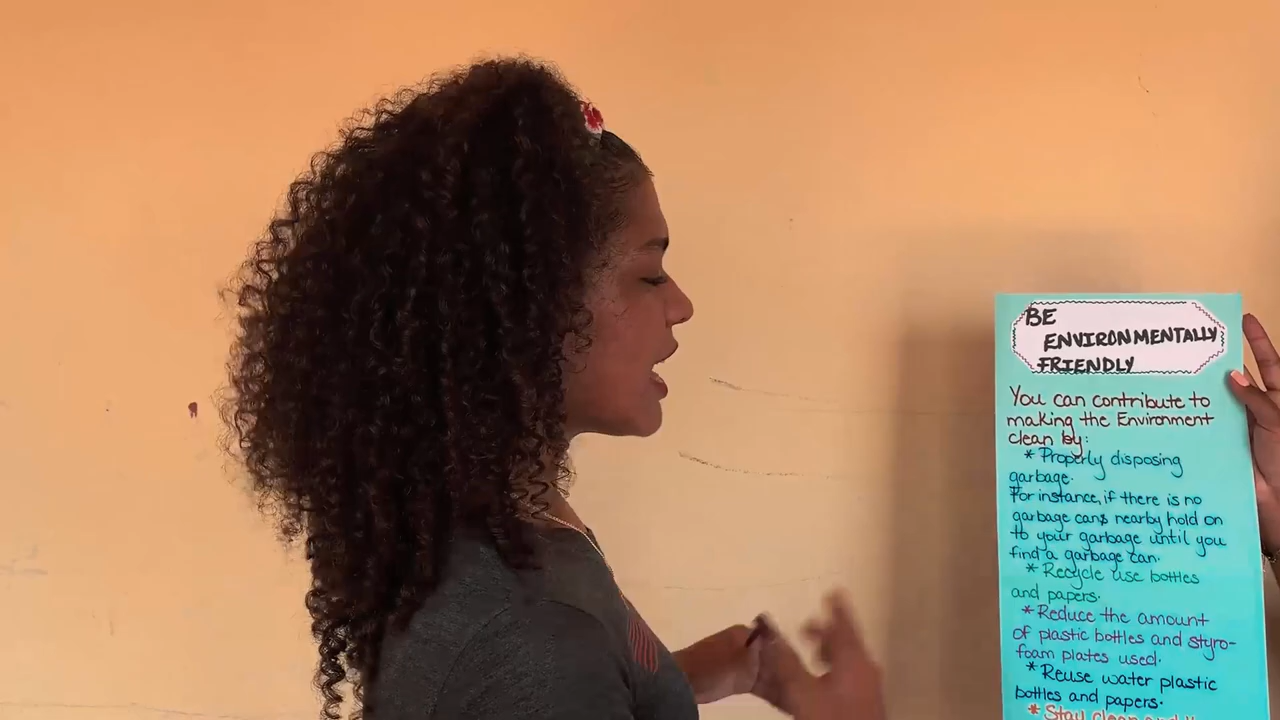 BE
ENVIRONMENTALLY
FRIENDLY
You can contribute to
making the Environment
clean by:
* Properly disposing
garbage.
For instance, if there is no
garbage cans nearby hold on
to your garbage until you
find a garbage can.
* Recycle use bottles
and papers.
* Reduce the amount
of plastic bottles and styro-
foam plates used.
* Reuse water plastic
bottles and papers.
* Stay clean